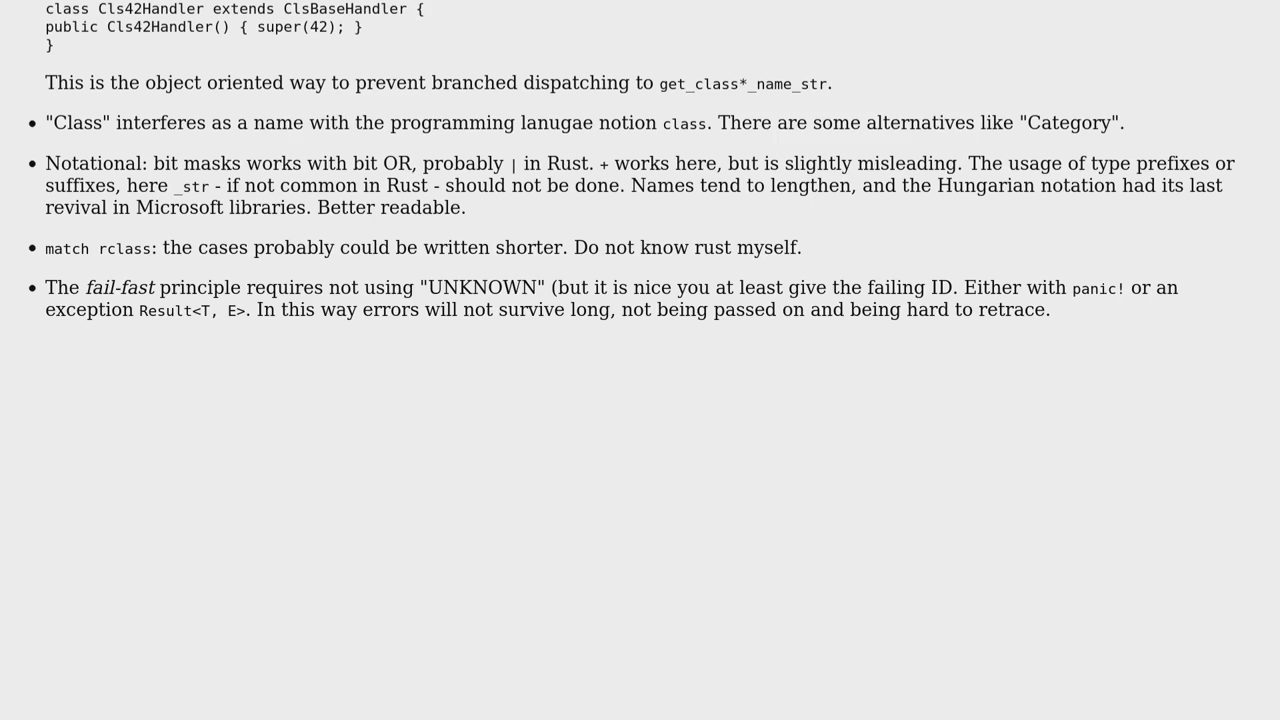 class Cls42Handler extends ClsBaseHandler {
public Cls42Handler() { super(42); }
}
This is the object oriented way to prevent branched dispatching to get_class*_name_str.
• "Class" interferes as a name with the programming lanugae notion class. There are some alternatives like "Category".
• Notational: bit masks works with bit OR, probably | in Rust. + works here, but is slightly misleading. The usage of type prefixes or
suffixes, here _str - if not common in Rust - should not be done. Names tend to lengthen, and the Hungarian notation had its last
revival in Microsoft libraries. Better readable.
• match rclass: the cases probably could be written shorter. Do not know rust myself.
• The fail-fast principle requires not using "UNKNOWN" (but it is nice you at least give the failing ID. Either with panic! or an
exception Result<T, E>. In this way errors will not survive long, not being passed on and being hard to retrace.